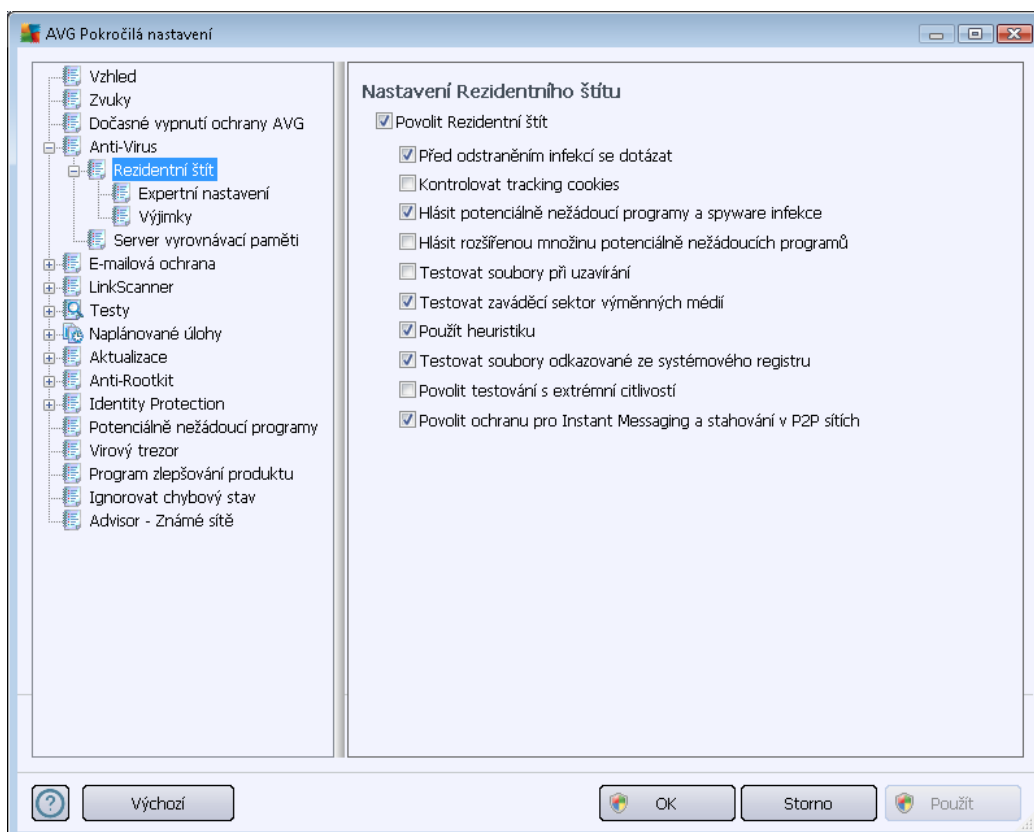 AVG Pokročilá nastavení
Vzhled
Zvuky
Dočasné vypnutí ochrany AVG
Anti-Virus
Rezidentní štít
Expertní nastavení
Výjimky
Server vyrovnávací paměti
E-mailová ochrana
LinkScanner
Testy
Naplánované úlohy
Aktualizace
Anti-Rootkit
Identity Protection
Potenciálně nežádoucí programy
Virový trezor
Program zlepšování produktu
Ignorovat chybový stav
Advisor - Známé sítě
Nastavení Rezidentního štítu
Povolit Rezidentní štít
Před odstraněním infekcí se dotázat
Kontrolovat tracking cookies
Hlásit potenciálně nežádoucí programy a spyware infekce
Hlásit rozšířenou množinu potenciálně nežádoucích programů
Testovat soubory při uzavírání
Testovat zaváděcí sektor výměnných médií
Použít heuristiku
Testovat soubory odkazované ze systémového registru
Povolit testování s extrémní citlivostí
Povolit ochranu pro Instant Messaging a stahování v P2P sítích
? Výchozí OK Storno Použít